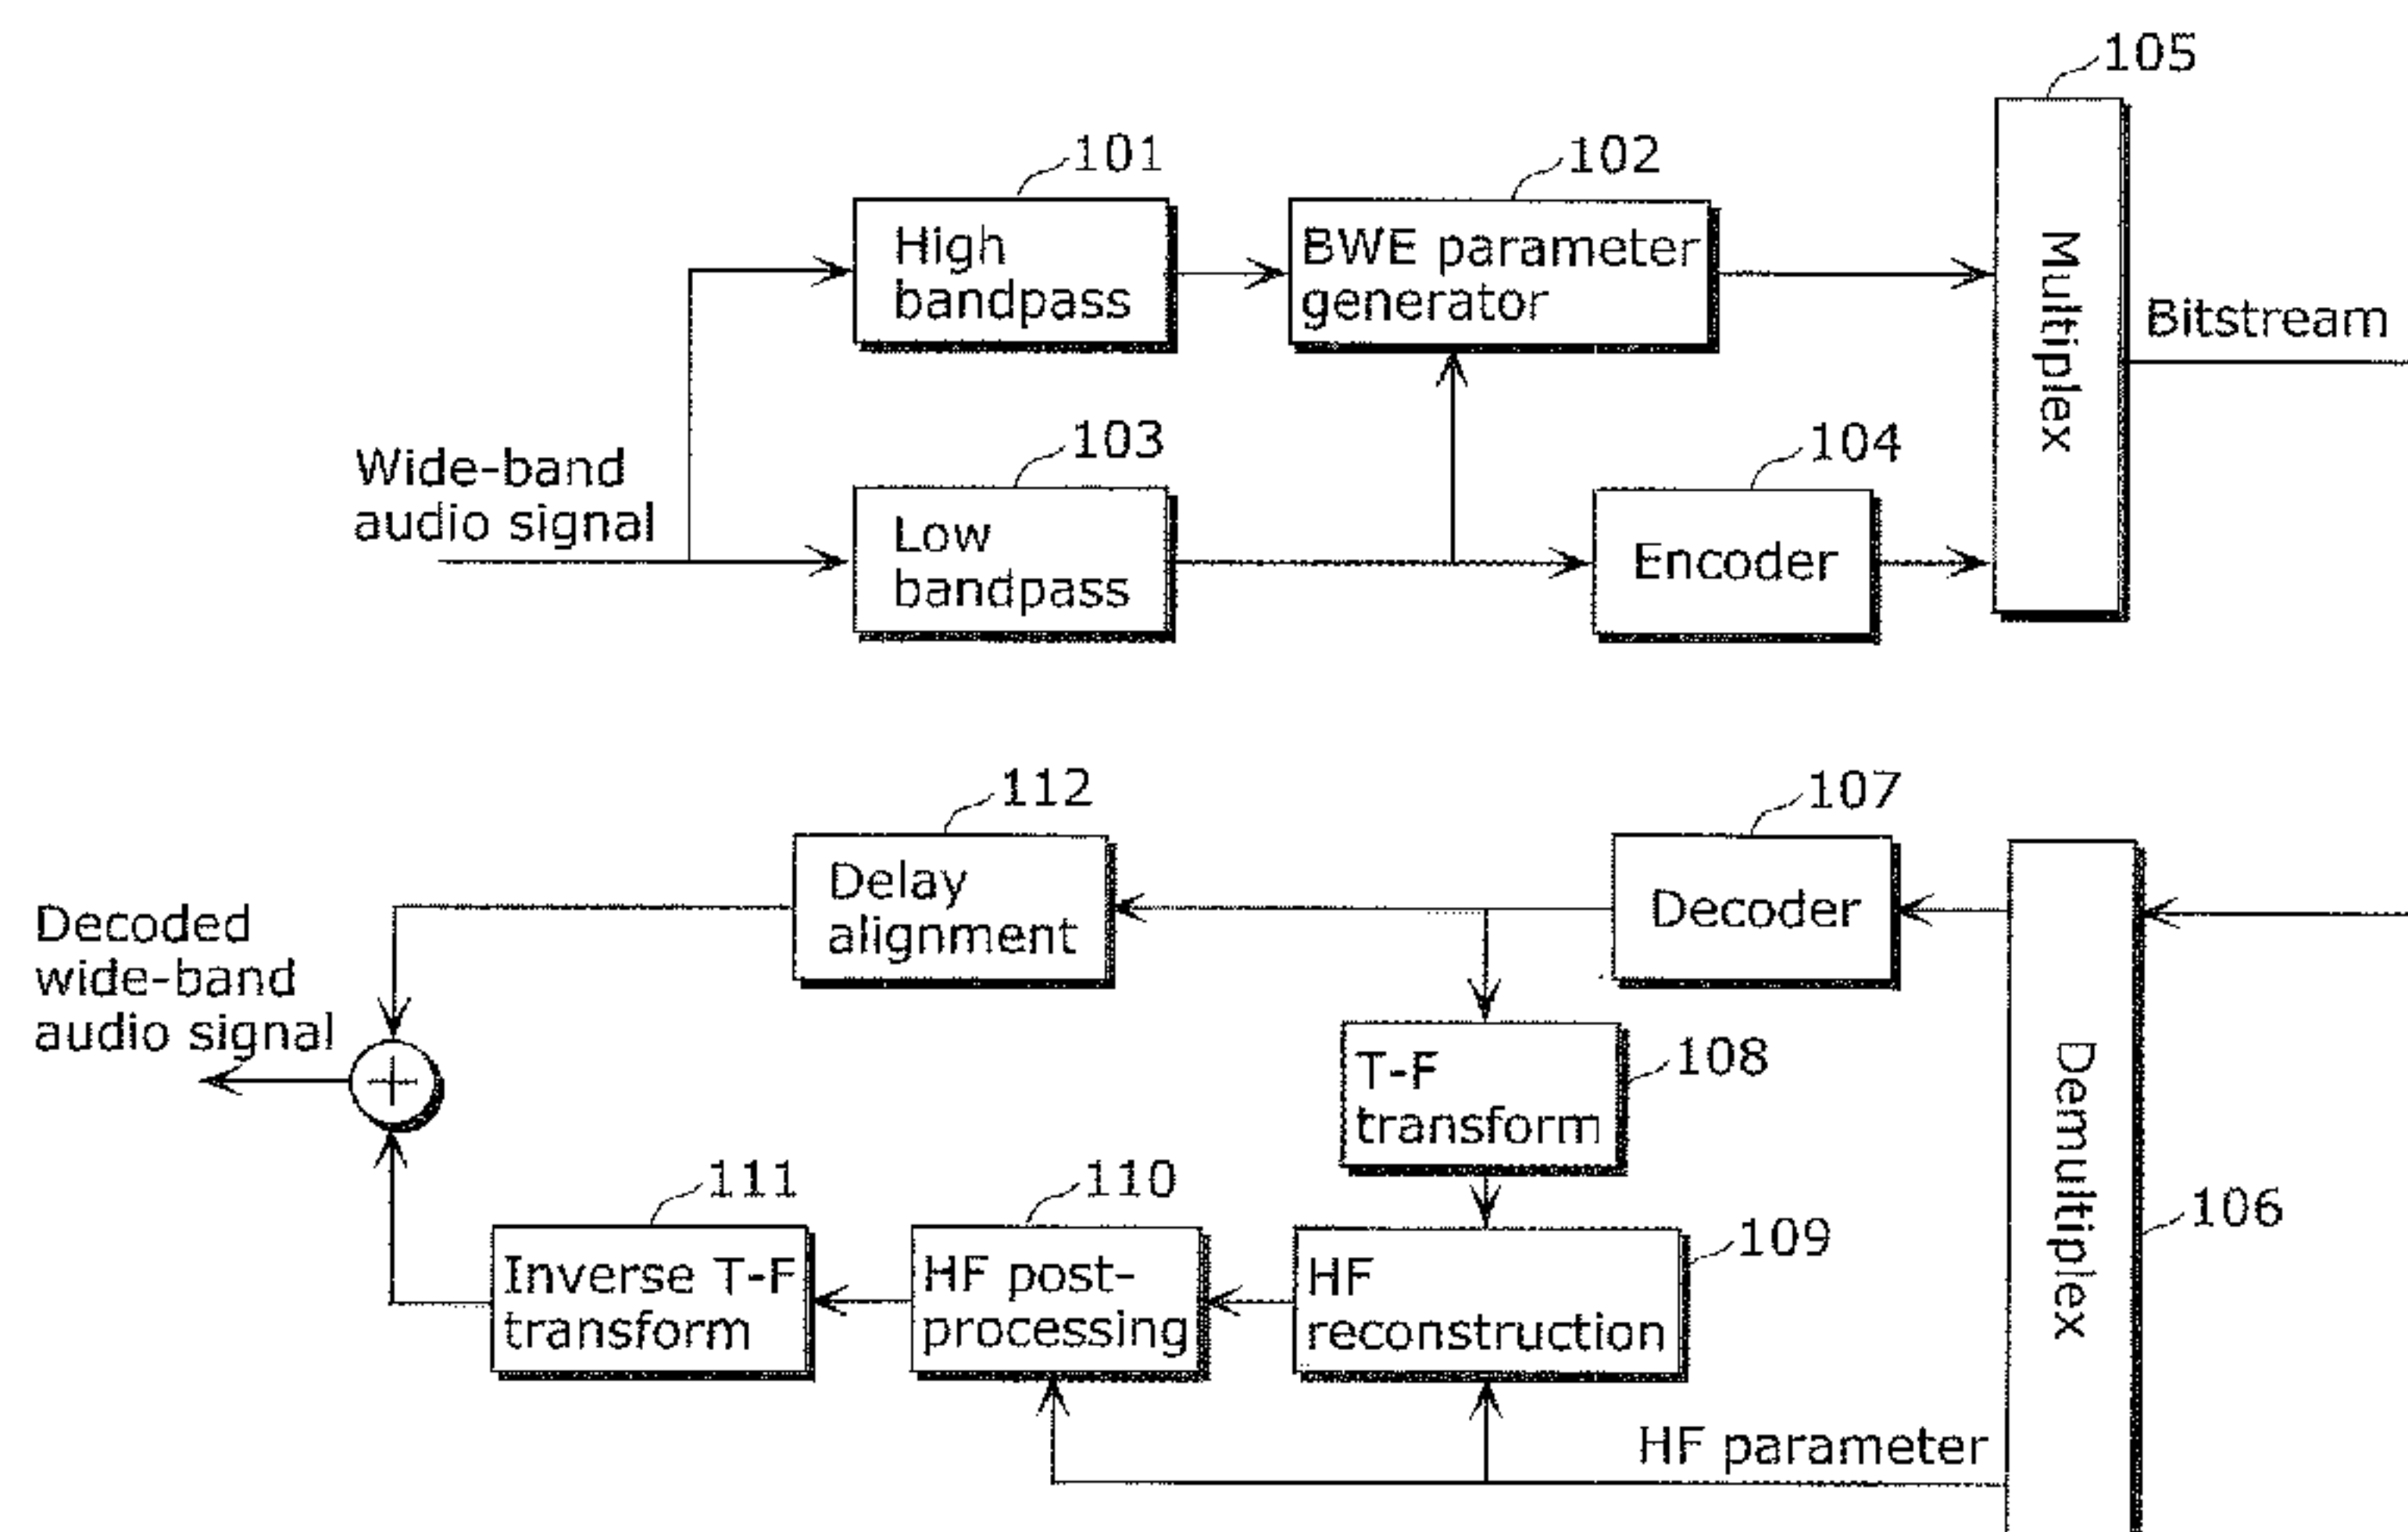 105
101
102
High
bandpass
BWE parameter
generator
Multiplex
Bitstream
103
104
Wide-band
audio signal
Low
bandpass
Encoder
112
107
Delay
alignment
Decoder
Decoded
wide-band
audio signal
T-F
transform
108
Demultiplex
111
110
109
106
Inverse T-F
transform
HF post-
processing
HF
reconstruction
HF parameter